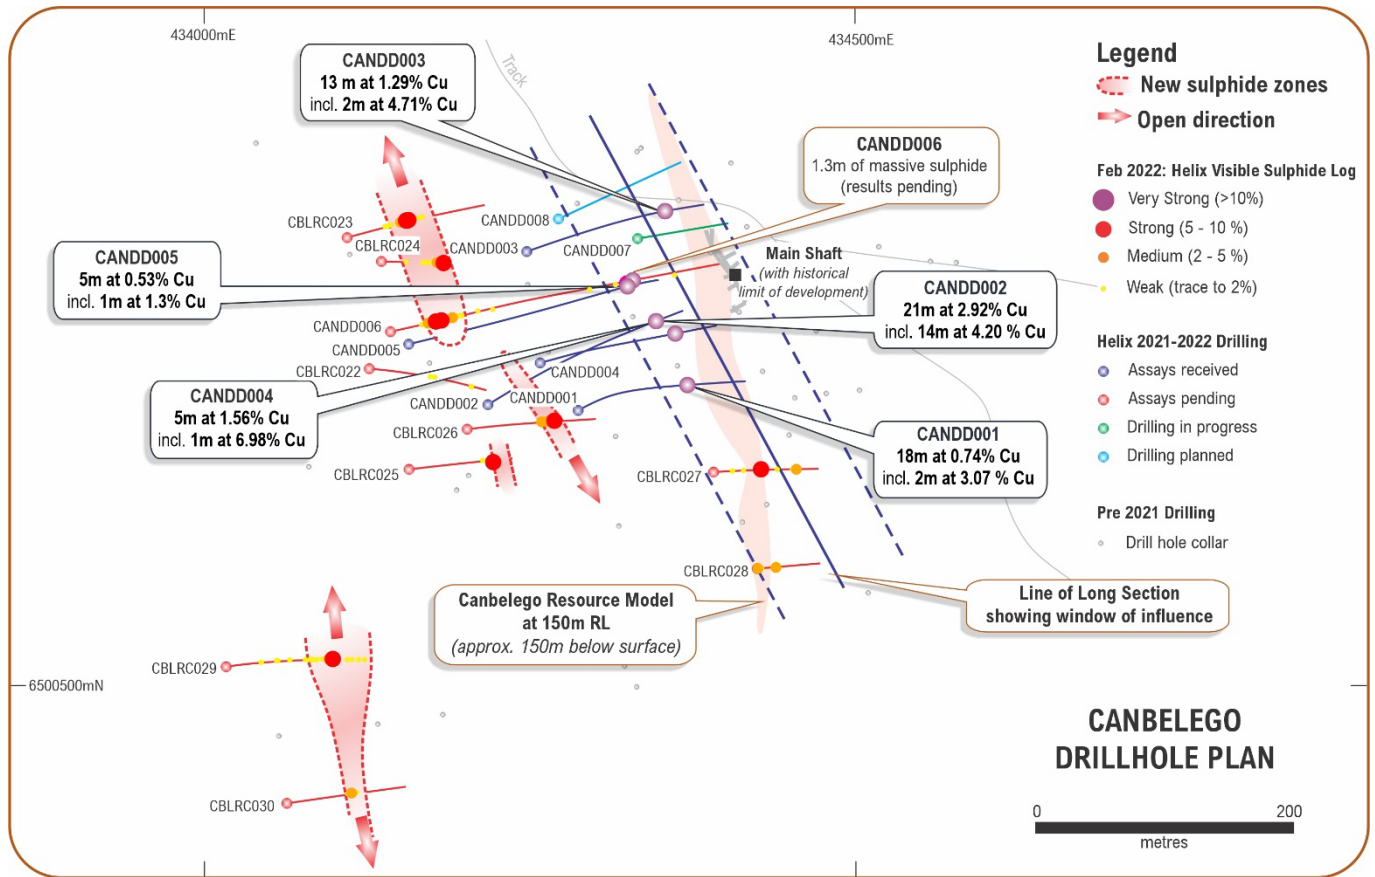 434000mE
434500mE
Track
CANDD003
13 m at 1.29% Cu
incl. 2m at 4.71% Cu
CANDD006
1.3m of massive sulphide
(results pending)
CANDD005
5m at 0.53% Cu
incl. 1m at 1.3% Cu
CANDD004
5m at 1.56% Cu
incl. 1m at 6.98% Cu
CANDD002
21m at 2.92% Cu
incl. 14m at 4.20 % Cu
CANDD001
18m at 0.74% Cu
incl. 2m at 3.07 % Cu
Main Shaft
(with historical
limit of development)
CBLRC023
CBLRC024
CANDD003
CANDD008
CANDD007
CANDD006
CANDD005
CBLRC022
CANDD004
CANDD002
CANDD001
CBLRC026
CBLRC025
CBLRC027
CBLRC028
CBLRC029
CBLRC030
Canbelego Resource Model
at 150m RL
(approx. 150m below surface)
Line of Long Section
showing window of influence
6500500mN
Legend
New sulphide zones
Open direction
Feb 2022: Helix Visible Sulphide Log
Very Strong (>10%)
Strong (5 - 10 %)
Medium (2 - 5 %)
Weak (trace to 2%)
Helix 2021-2022 Drilling
Assays received
Assays pending
Drilling in progress
Drilling planned
Pre 2021 Drilling
Drill hole collar
CANBELEGO
DRILLHOLE PLAN
0
200
metres